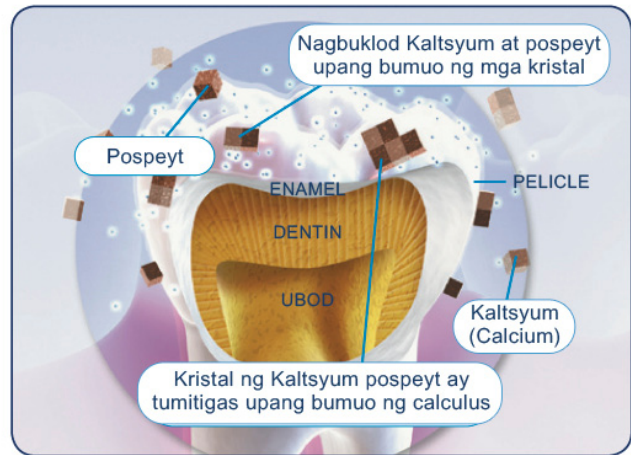 Nagbuklod Kaltsyum at pospeyt
upang bumuo ng mga kristal
Pospeyt
ENAMEL
PELICLE
DENTIN
UBOD
Kaltsyum
(Calcium)
Kristal ng Kaltsyum pospeyt ay
tumitigas upang bumuo ng calculus